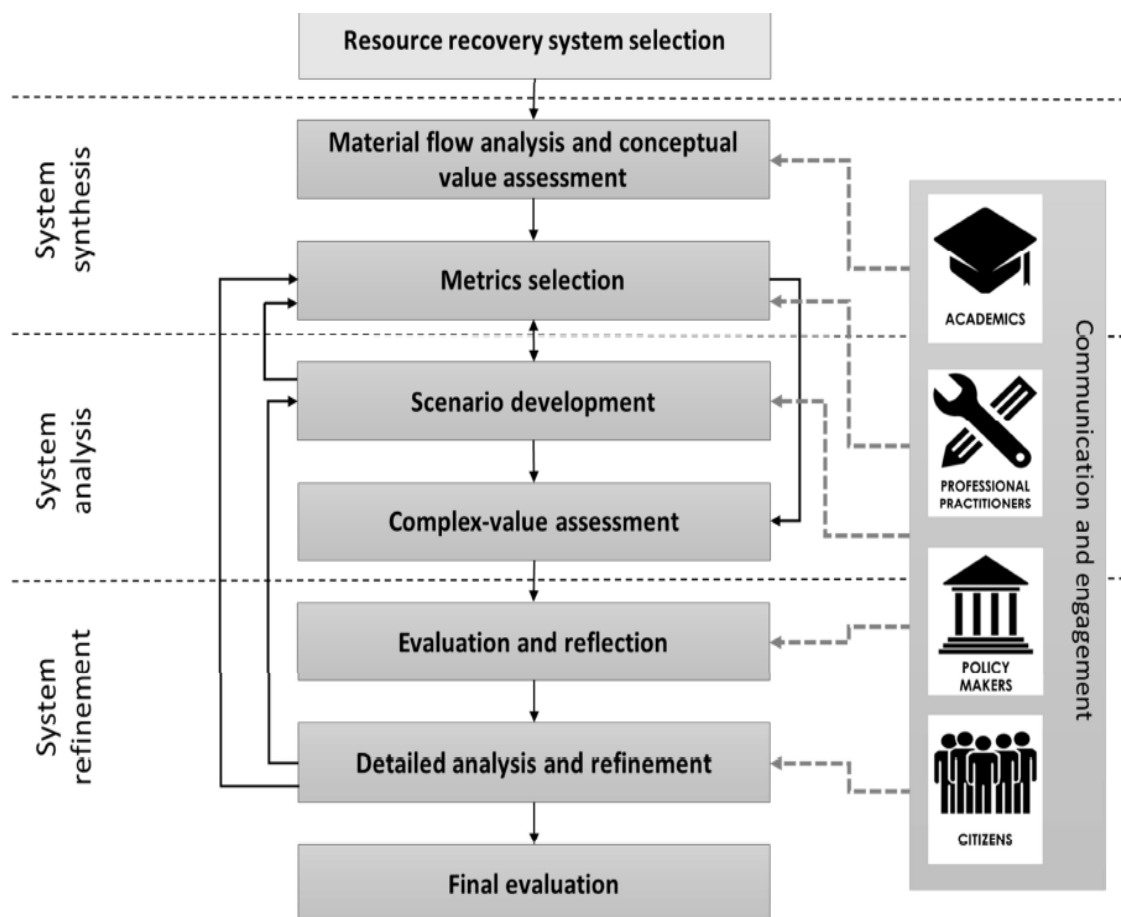 Resource recovery system selection
System
synthesis
Material flow analysis and conceptual
value assessment
Metrics selection
System
analysis
Scenario development
Complex-value assessment
System
refinement
Evaluation and reflection
Detailed analysis and refinement
Final evaluation
ACADEMICS
PROFESSIONAL
PRACTITIONERS
POLICY
MAKERS
CITIZENS
Communication and engagement